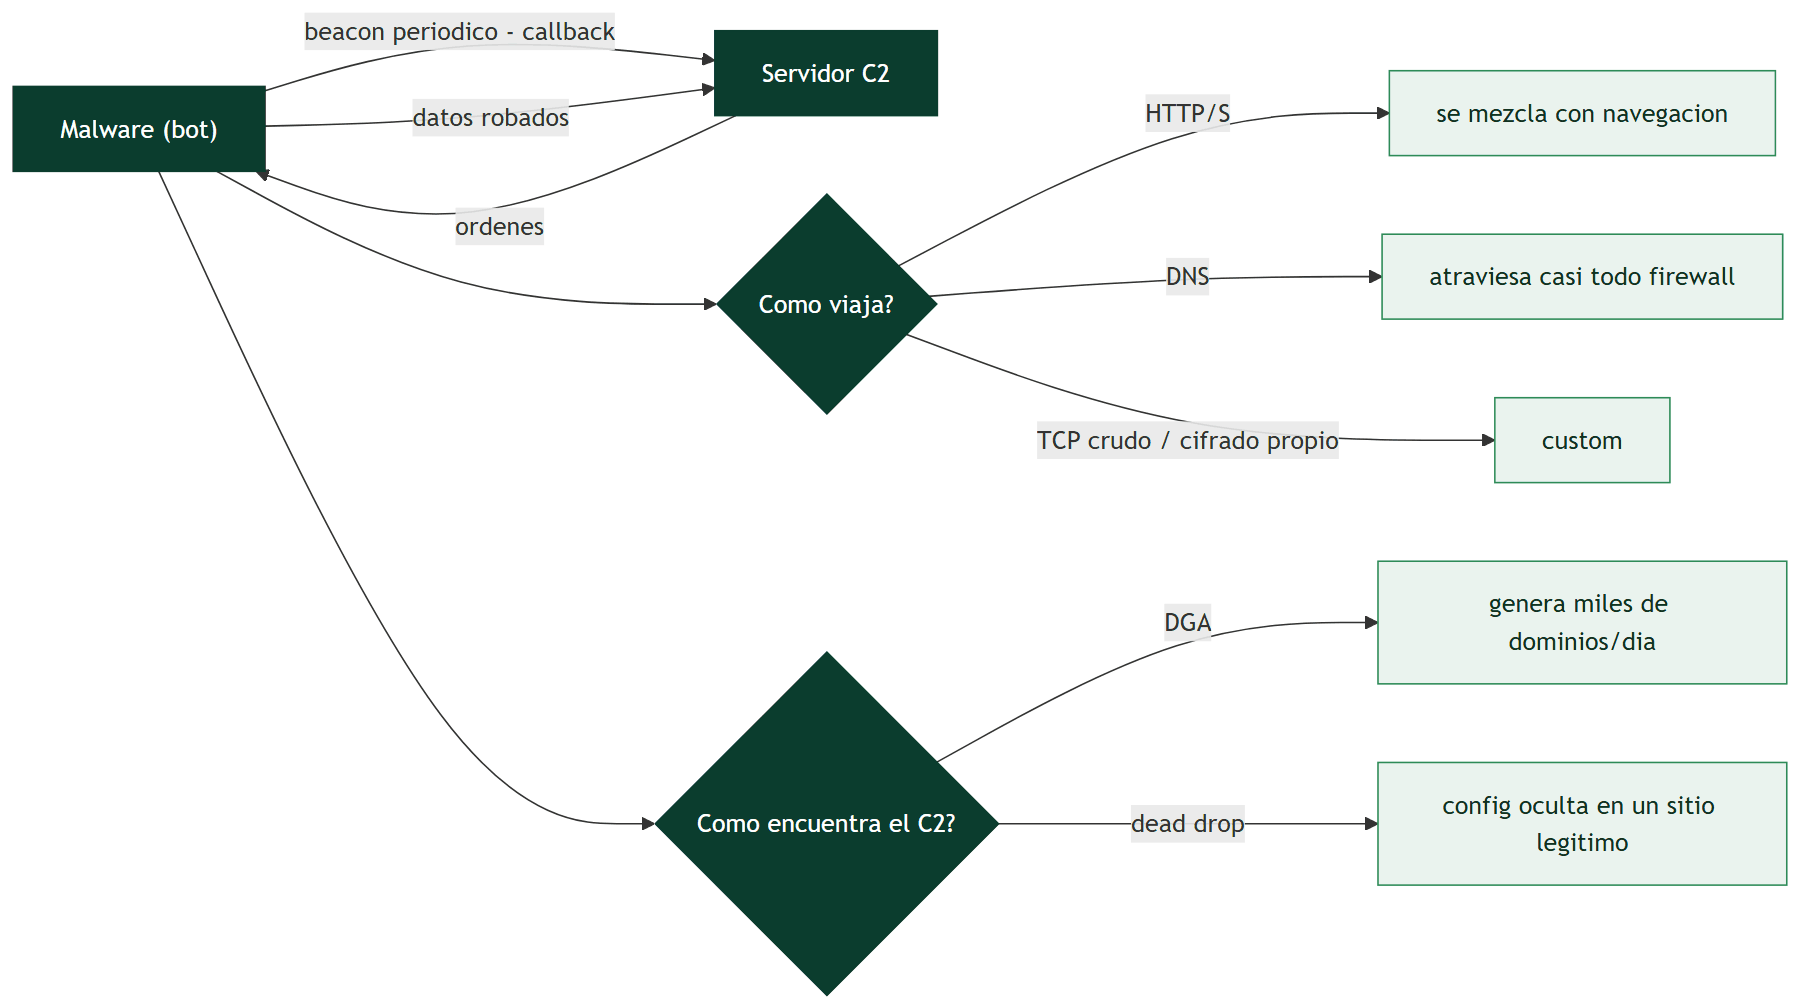 beacon periodico - callback
Servidor C2
Malware (bot)
datos robados
ordenes
HTTP/S
se mezcla con navegacion
Como viaja?
DNS
atraviesa casi todo firewall
TCP crudo / cifrado propio
custom
DGA
genera miles de
dominios/dia
Como encuentra el C2?
dead drop
config oculta en un sitio
legitimo